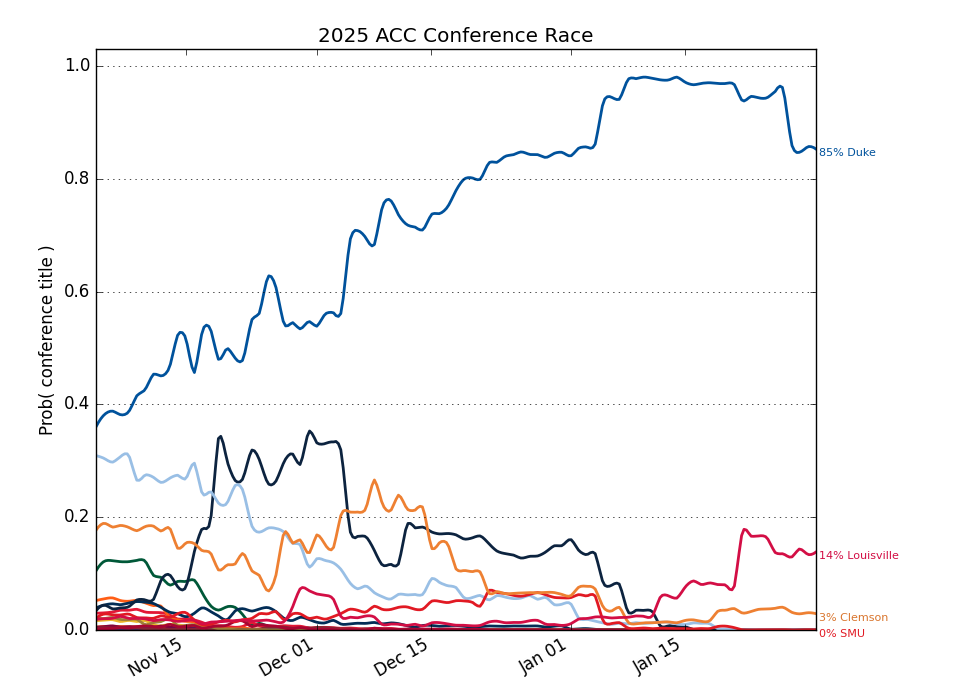 2025 ACC Conference Race
Prob( conference title )
1.0
0.8
0.6
0.4
0.2
0.0
Nov 15
Dec 01
Dec 15
Jan 01
Jan 15
85% Duke
14% Louisville
3% Clemson
0% SMU